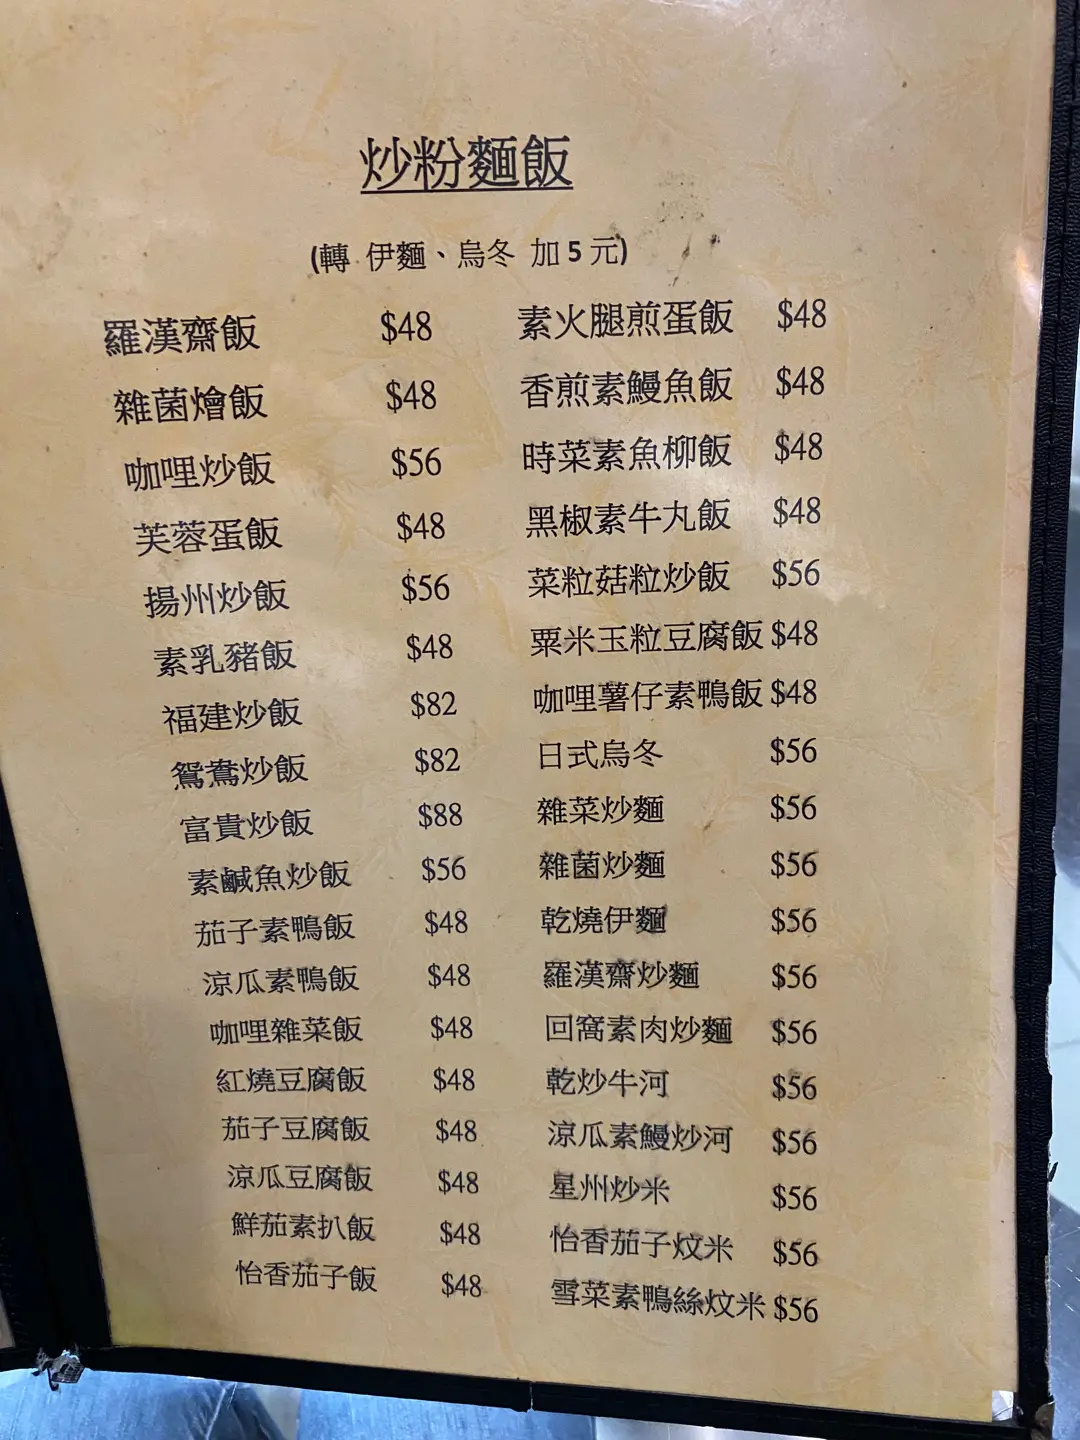 炒粉麵飯
(轉 伊麵、烏冬 加 5 元)
羅漢齋飯 $48
雜菌燴飯 $48
咖哩炒飯 $56
芙蓉蛋飯 $48
揚州炒飯 $56
素乳豬飯 $48
福建炒飯 $82
鴛鴦炒飯 $82
富貴炒飯 $88
素鹹魚炒飯 $56
茄子素鴨飯 $48
涼瓜素鴨飯 $48
咖哩雜菜飯 $48
紅燒豆腐飯 $48
茄子豆腐飯 $48
涼瓜豆腐飯 $48
鮮茄素扒飯 $48
怡香茄子飯 $48
素火腿煎蛋飯 $48
香煎素鰻魚飯 $48
時菜素魚柳飯 $48
黑椒素牛丸飯 $48
菜粒菇粒炒飯 $56
粟米玉粒豆腐飯 $48
咖哩薯仔素鴨飯 $48
日式烏冬 $56
雜菜炒麵 $56
雜菌炒麵 $56
乾燒伊麵 $56
羅漢齋炒麵 $56
回窩素肉炒麵 $56
乾炒牛河 $56
涼瓜素鰻炒河 $56
星州炒米 $56
怡香茄子炆米 $56
雪菜素鴨絲炆米 $56